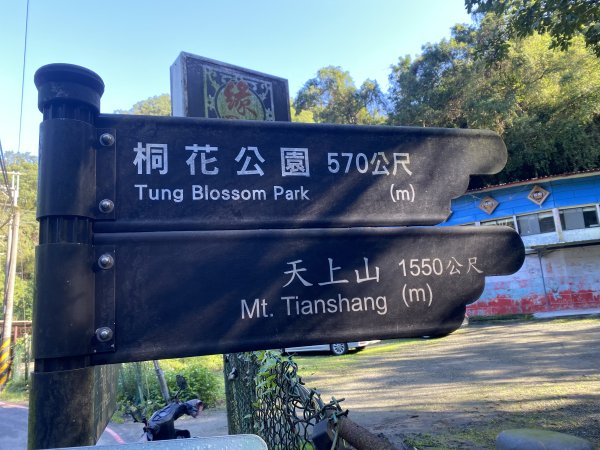 綠
桐花公園 570公尺
Tung Blossom Park (m)
天上山 1550公尺
Mt. Tianshang (m)